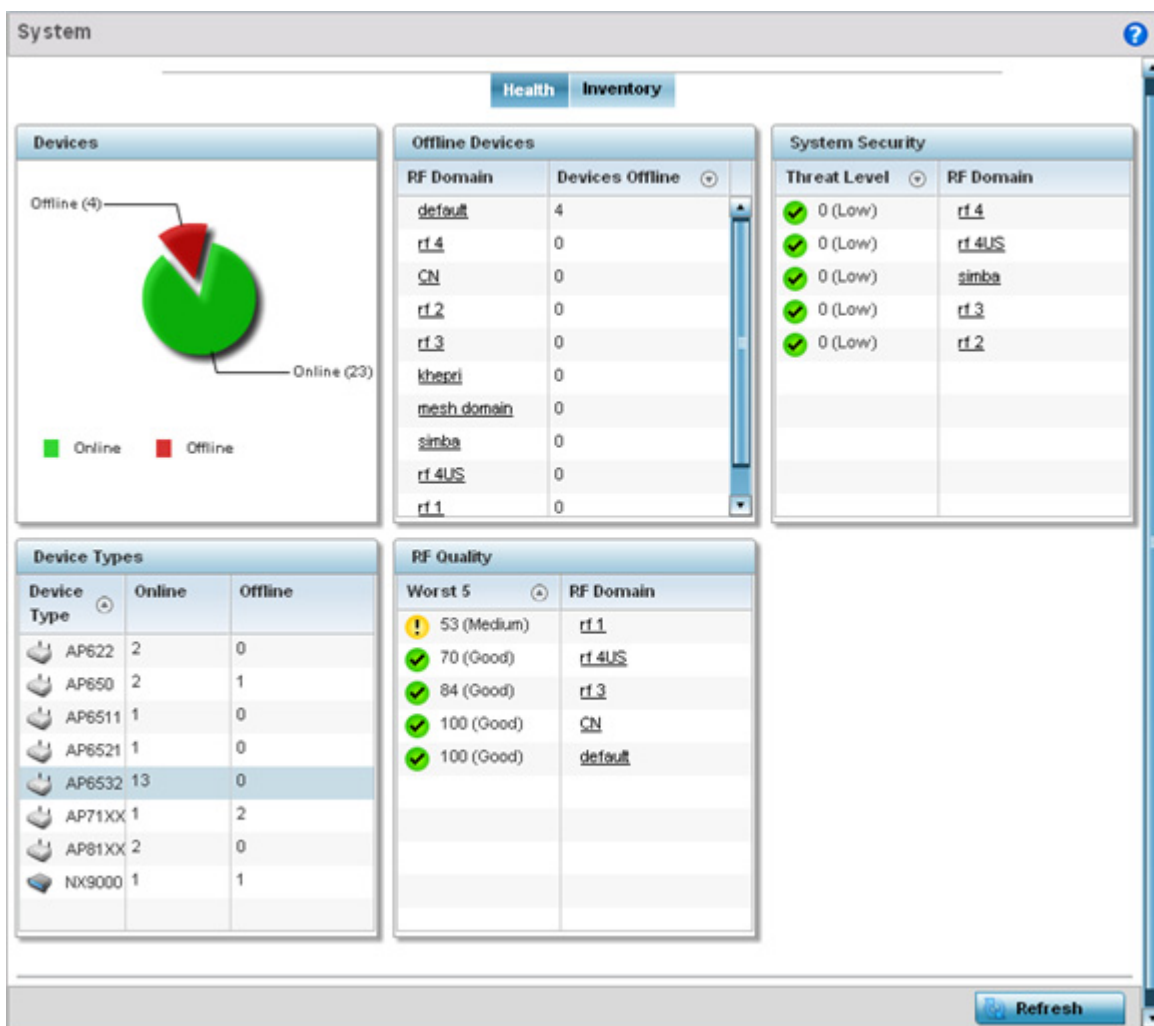 System
Health Inventory
Devices
Offline (4)
Online (23)
Online Offline
Offline Devices
RF Domain Devices Offline
default 4
rf 4 0
CN 0
rf 2 0
rf 3 0
khepri 0
mesh domain 0
simba 0
rf 4US 0
rf 1 0
System Security
Threat Level RF Domain
0 (Low) rf 4
0 (Low) rf 4US
0 (Low) simba
0 (Low) rf 3
0 (Low) rf 2
Device Types
Device Type Online Offline
AP622 2 0
AP650 2 1
AP6511 1 0
AP6521 1 0
AP6532 13 0
AP71XX 1 2
AP81XX 2 0
NX9000 1 1
RF Quality
Worst 5 RF Domain
53 (Medium) rf 1
70 (Good) rf 4US
84 (Good) rf 3
100 (Good) CN
100 (Good) default
Refresh